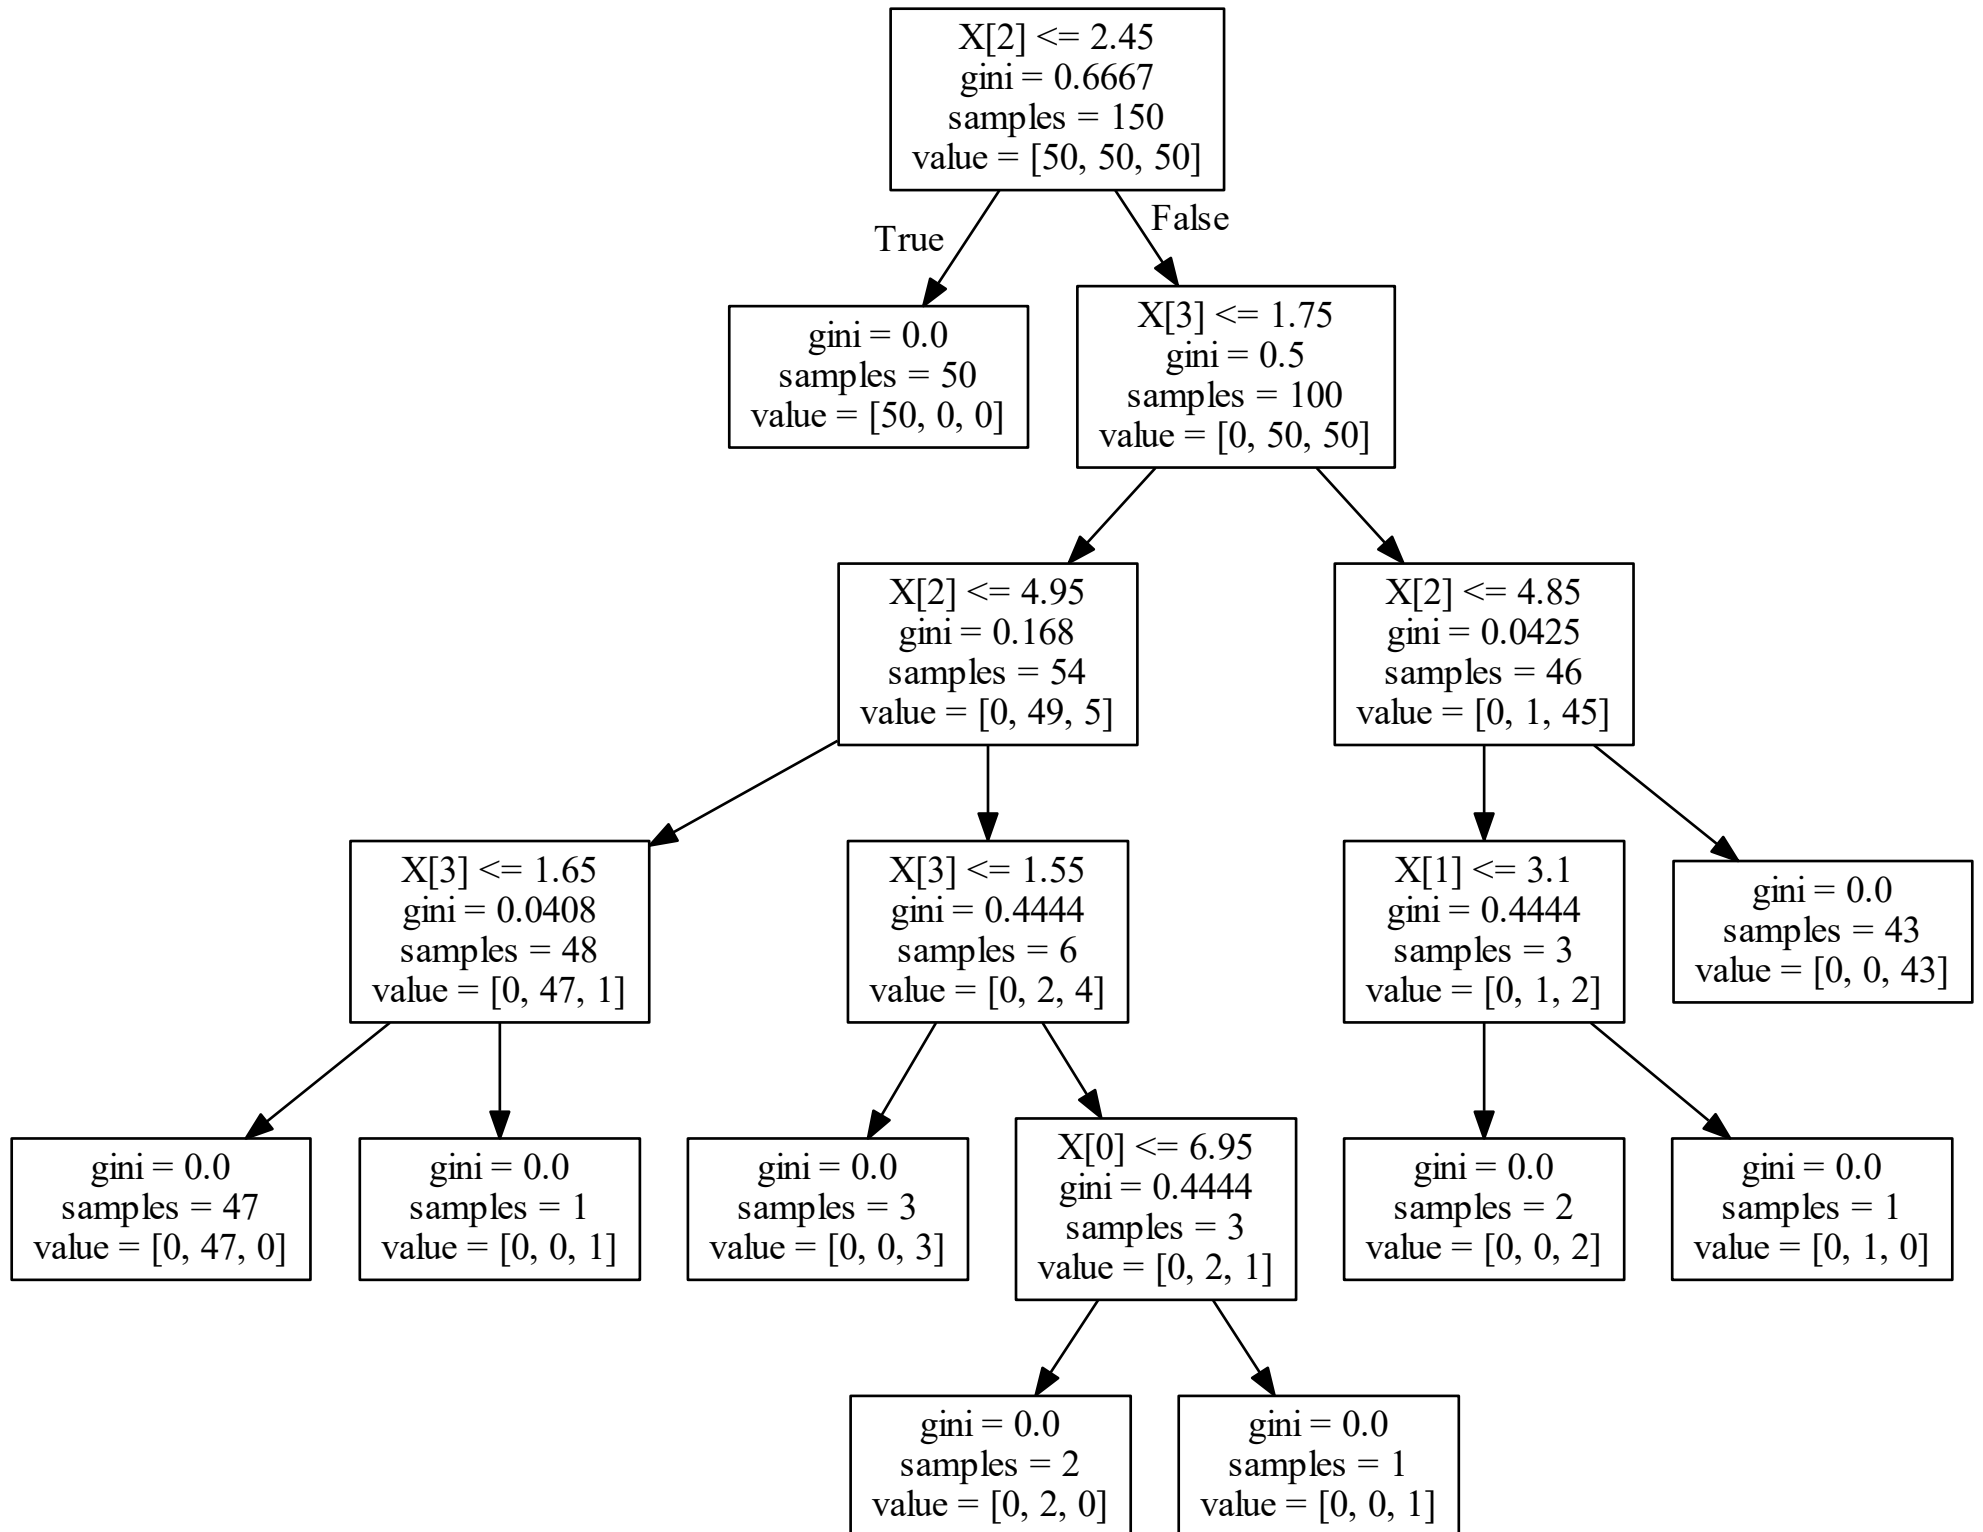 X[2] <= 2.45
gini = 0.6667
samples = 150
value = [50, 50, 50]
True
False
gini = 0.0
samples = 50
value = [50, 0, 0]
X[3] <= 1.75
gini = 0.5
samples = 100
value = [0, 50, 50]
X[2] <= 4.95
gini = 0.168
samples = 54
value = [0, 49, 5]
X[2] <= 4.85
gini = 0.0425
samples = 46
value = [0, 1, 45]
X[3] <= 1.65
gini = 0.0408
samples = 48
value = [0, 47, 1]
X[3] <= 1.55
gini = 0.4444
samples = 6
value = [0, 2, 4]
X[1] <= 3.1
gini = 0.4444
samples = 3
value = [0, 1, 2]
gini = 0.0
samples = 43
value = [0, 0, 43]
gini = 0.0
samples = 47
value = [0, 47, 0]
gini = 0.0
samples = 1
value = [0, 0, 1]
gini = 0.0
samples = 3
value = [0, 0, 3]
X[0] <= 6.95
gini = 0.4444
samples = 3
value = [0, 2, 1]
gini = 0.0
samples = 2
value = [0, 0, 2]
gini = 0.0
samples = 1
value = [0, 1, 0]
gini = 0.0
samples = 2
value = [0, 2, 0]
gini = 0.0
samples = 1
value = [0, 0, 1]